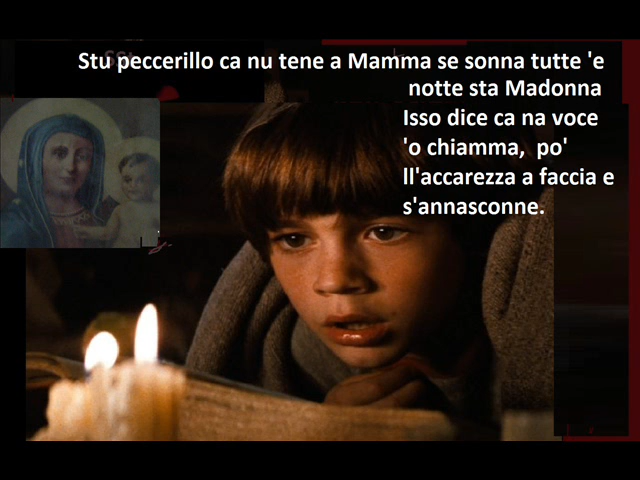 Stu peccerillo ca nu tene a Mamma se sonna tutte 'e
notte sta Madonna
Isso dice ca na voce
'o chiamma, po'
ll'accarezza a faccia e
s'annasconne.